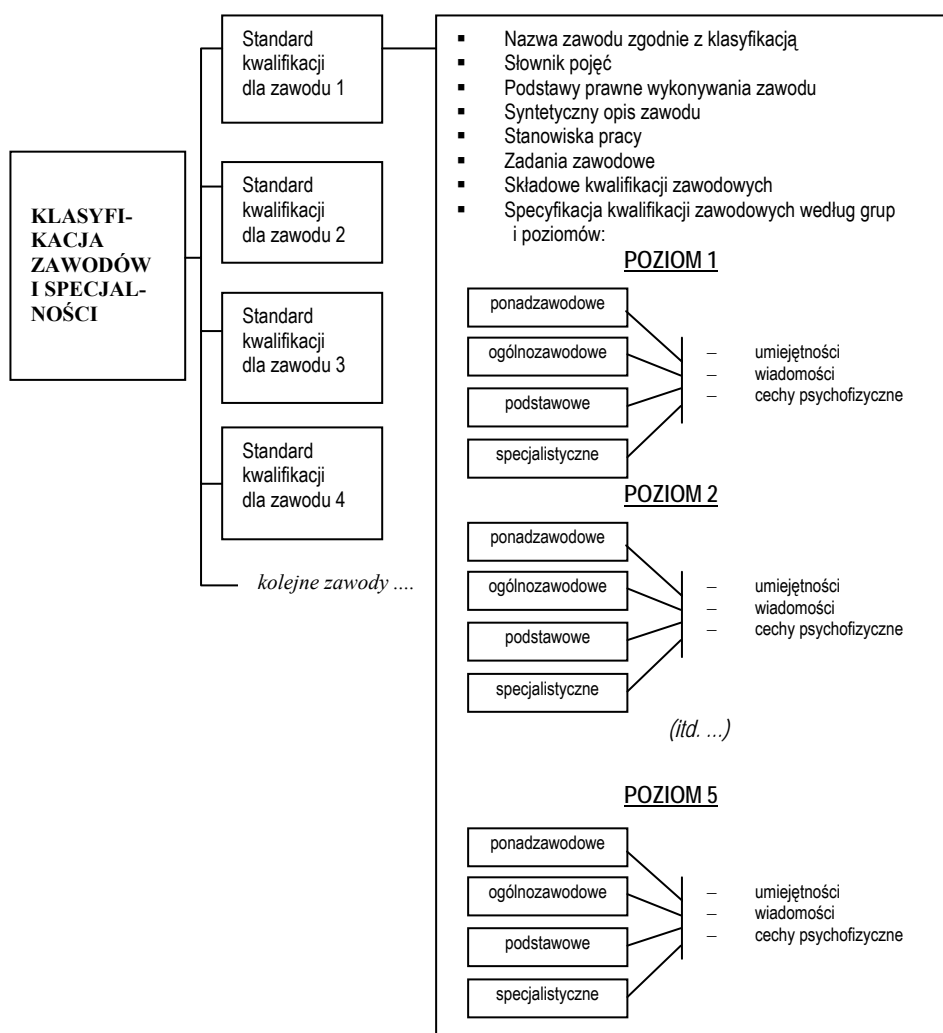 KLASYFI-
KACJA
ZAWODÓW
I SPECJAL-
NOŚCI
Standard
kwalifikacji
dla zawodu 1
Standard
kwalifikacji
dla zawodu 2
Standard
kwalifikacji
dla zawodu 3
Standard
kwalifikacji
dla zawodu 4
kolejne zawody ....
▪ Nazwa zawodu zgodnie z klasyfikacją
▪ Słownik pojęć
▪ Podstawy prawne wykonywania zawodu
▪ Syntetyczny opis zawodu
▪ Stanowiska pracy
▪ Zadania zawodowe
▪ Składowe kwalifikacji zawodowych
▪ Specyfikacja kwalifikacji zawodowych według grup
i poziomów:
POZIOM 1
ponadzawodowe
ogólnozawodowe
podstawowe
specjalistyczne
– umiejętności
– wiadomości
– cechy psychofizyczne
POZIOM 2
ponadzawodowe
ogólnozawodowe
podstawowe
specjalistyczne
– umiejętności
– wiadomości
– cechy psychofizyczne
(itd. ...)
POZIOM 5
ponadzawodowe
ogólnozawodowe
podstawowe
specjalistyczne
– umiejętności
– wiadomości
– cechy psychofizyczne